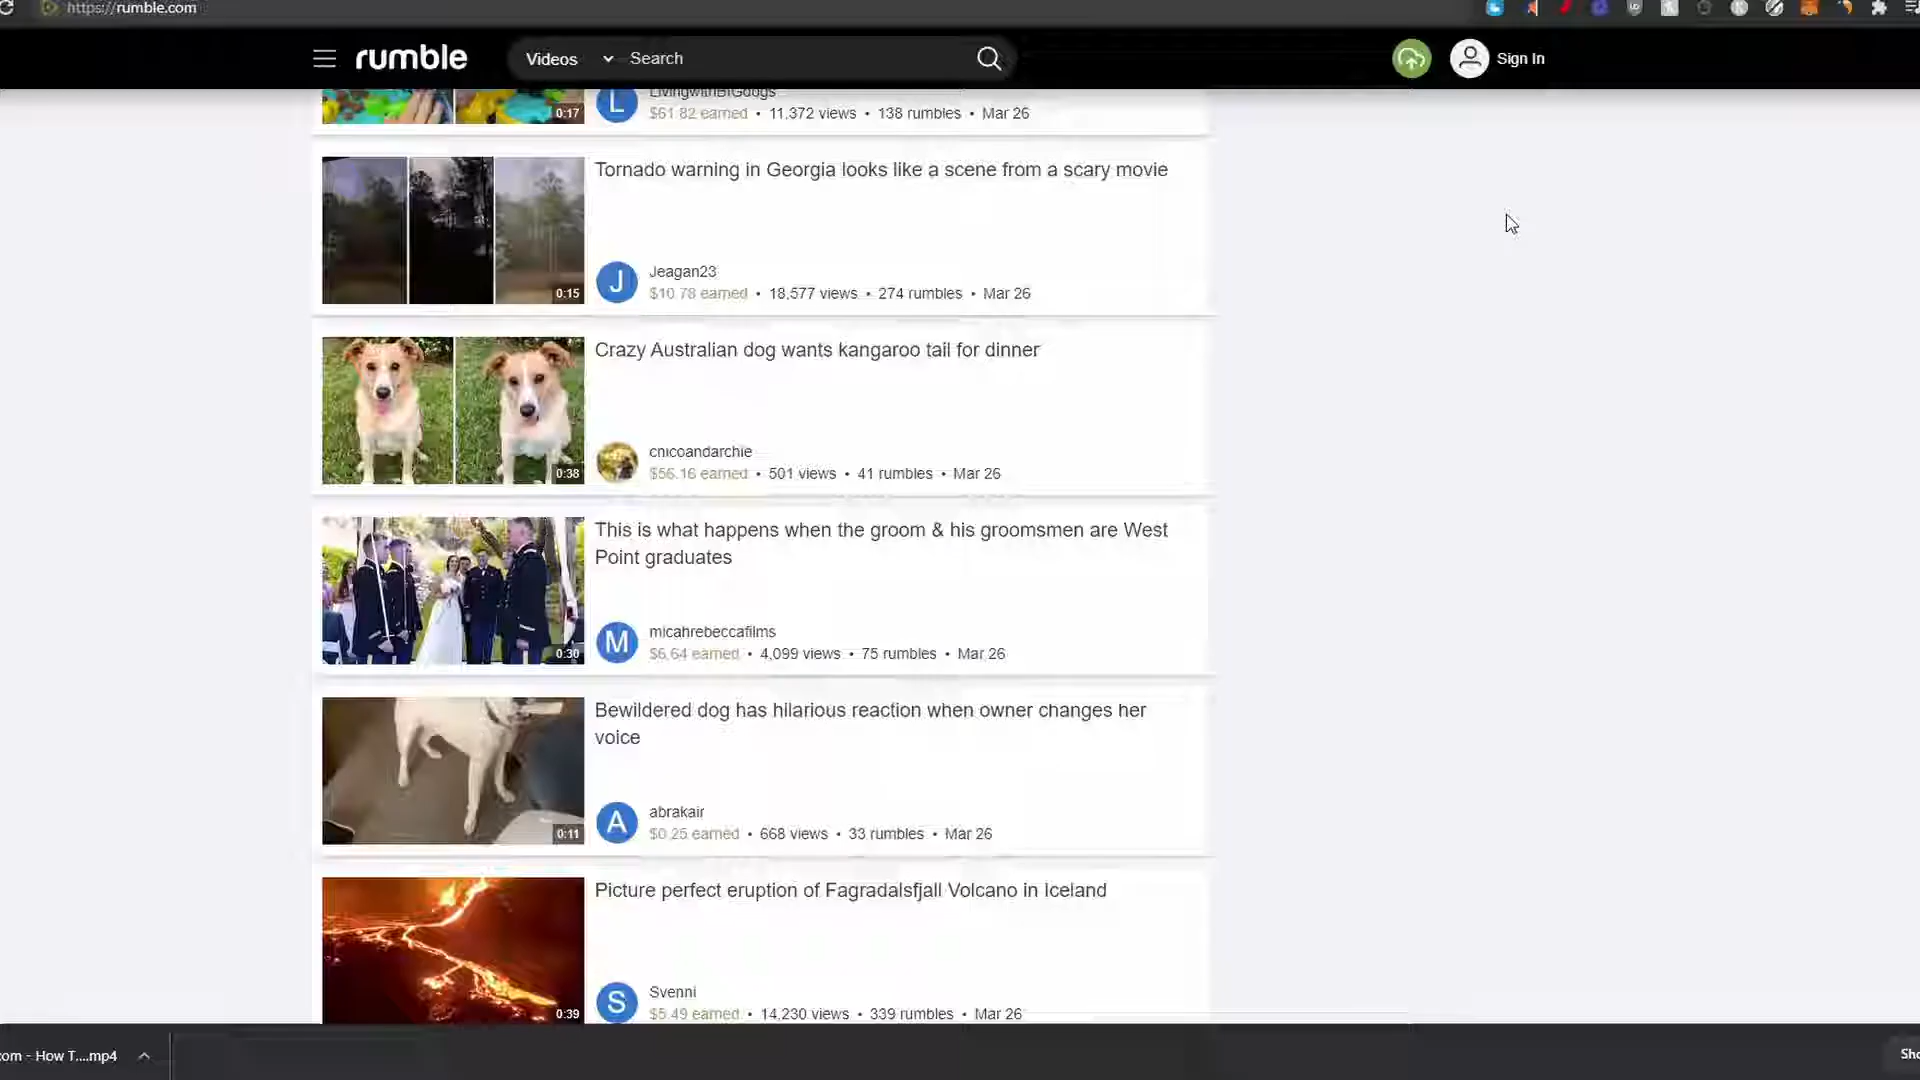 https://rumble.com
rumble
Videos
Search
Sign In
0:17
L
LivingwithBTGdogs
$61.82 earned • 11,372 views • 138 rumbles • Mar 26
Tornado warning in Georgia looks like a scene from a scary movie
0:15
J
Jeagan23
$10.78 earned • 18,577 views • 274 rumbles • Mar 26
Crazy Australian dog wants kangaroo tail for dinner
0:38
cnicoandarchie
$56.16 earned • 501 views • 41 rumbles • Mar 26
This is what happens when the groom & his groomsmen are West
Point graduates
0:30
M
micahrebeccafilms
$6.64 earned • 4,099 views • 75 rumbles • Mar 26
Bewildered dog has hilarious reaction when owner changes her
voice
0:11
A
abrakair
$0.25 earned • 668 views • 33 rumbles • Mar 26
Picture perfect eruption of Fagradalsfjall Volcano in Iceland
0:39
S
Svenni
$5.49 earned • 14,230 views • 339 rumbles • Mar 26
com - How T....mp4
Sho